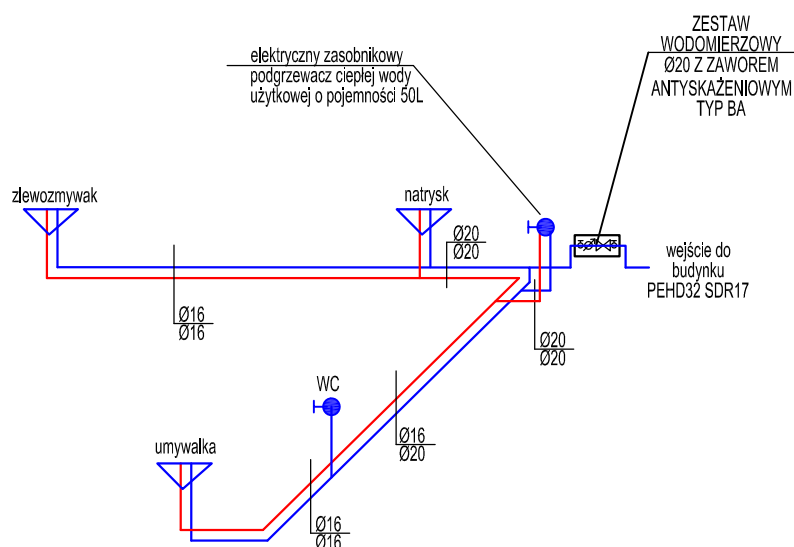 ZESTAW
WODOMIERZOWY
Ø20 Z ZAWOREM
ANTYSKAŻENIOWYM
TYP BA
elektryczny zasobnikowy
podgrzewacz ciepłej wody
użytkowej o pojemności 50L
zlewozmywak
natrysk
Ø20
Ø20
wejście do
budynku
PEHD32 SDR17
Ø16
Ø16
Ø20
Ø20
WC
Ø16
Ø20
umywalka
Ø16
Ø16